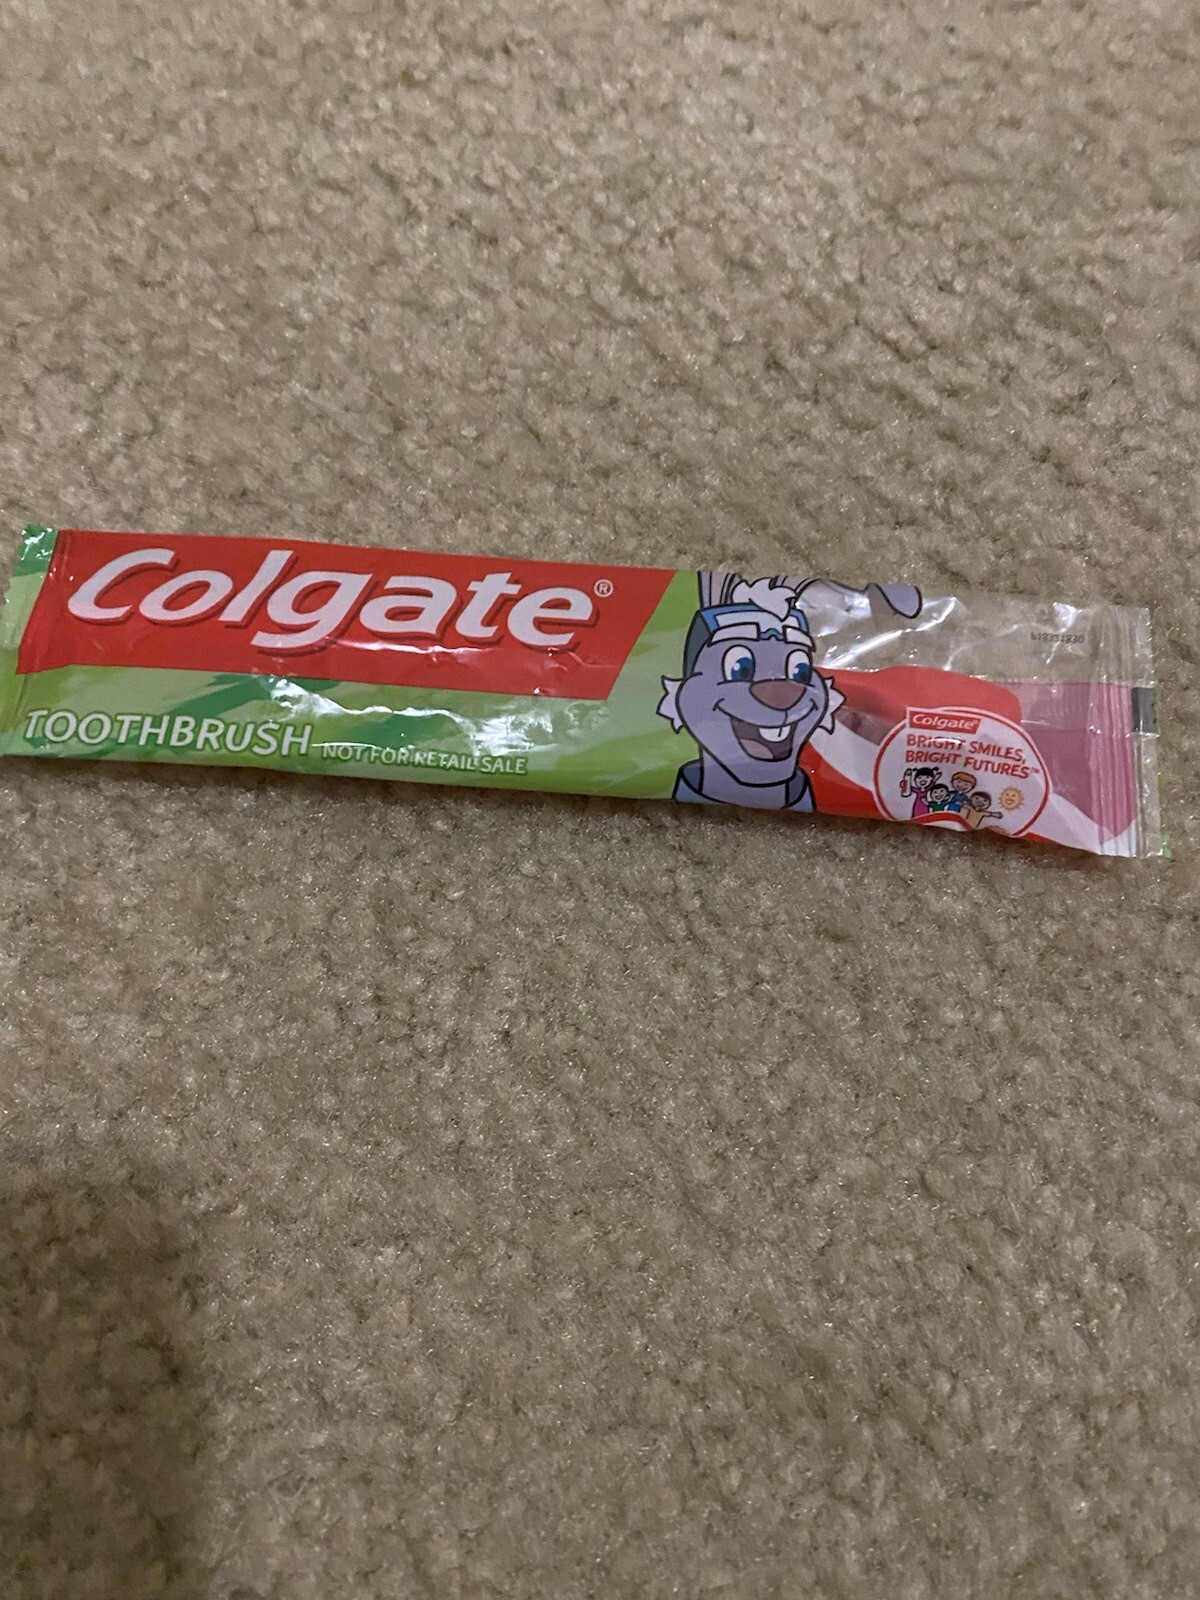 Colgate®
TOOTHBRUSH NOT FOR RETAIL SALE
Colgate®
BRIGHT SMILES,
BRIGHT FUTURES™